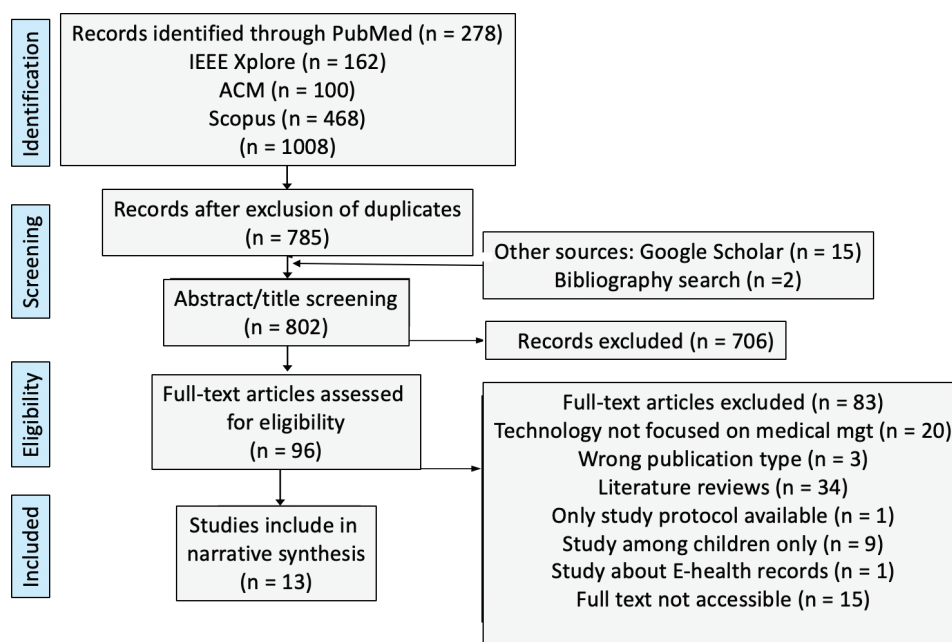 Identification
Records identified through PubMed (n = 278)
IEEE Xplore (n = 162)
ACM (n = 100)
Scopus (n = 468)
(n = 1008)
Screening
Records after exclusion of duplicates
(n = 785)
Other sources: Google Scholar (n = 15)
Bibliography search (n =2)
Abstract/title screening
(n = 802)
Records excluded (n = 706)
Eligibility
Full-text articles assessed
for eligibility
(n = 96)
Full-text articles excluded (n = 83)
Technology not focused on medical mgt (n = 20)
Wrong publication type (n = 3)
Literature reviews (n = 34)
Only study protocol available (n = 1)
Study among children only (n = 9)
Study about E-health records (n = 1)
Full text not accessible (n = 15)
Included
Studies include in
narrative synthesis
(n = 13)